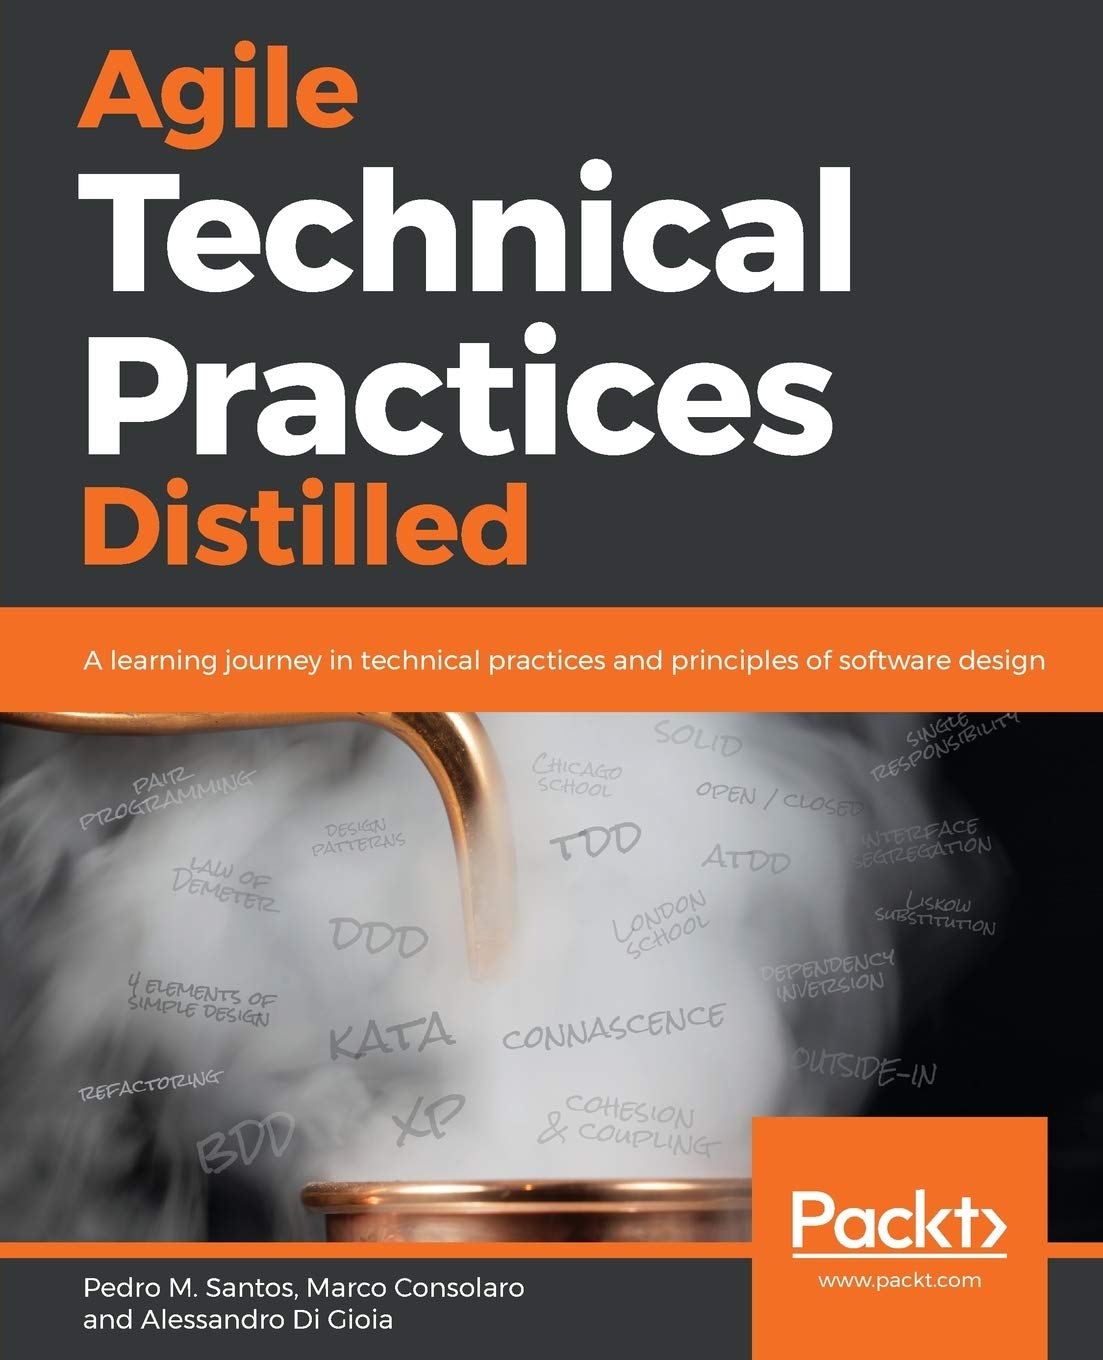 Agile
Technical
Practices
Distilled
A learning journey in technical practices and principles of software design
SOLID
SINGLE
RESPONSIBILITY
PAIR
PROGRAMMING
CHICAGO
SCHOOL
OPEN / CLOSED
DESIGN
PATTERNS
TDD
ATDD
INTERFACE
SEGREGATION
LAW OF
DEMETER
DDD
LONDON
SCHOOL
LISKOW
SUBSTITUTION
4 ELEMENTS OF
SIMPLE DESIGN
DEPENDENCY
INVERSION
KATA
CONNASCENCE
OUTSIDE-IN
REFACTORING
BDD
XP
COHESION
& COUPLING
Packt>
www.packt.com
Pedro M. Santos, Marco Consolaro
and Alessandro Di Gioia